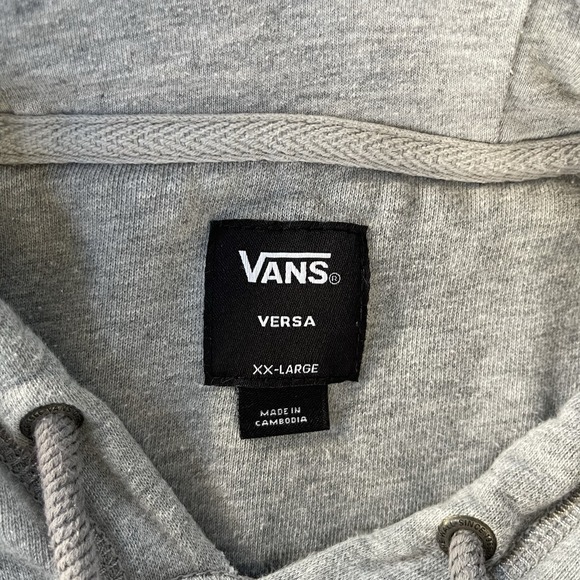 VANS®
VERSA
XX-LARGE
MADE IN
CAMBODIA